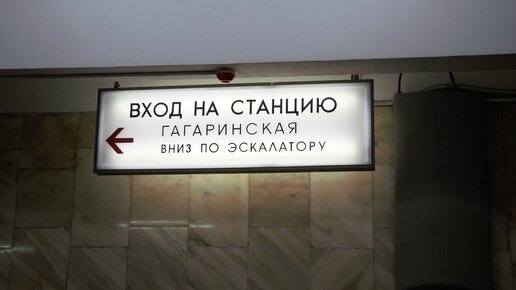 ВХОД НА СТАНЦИЮ
ГАГАРИНСКАЯ
ВНИЗ ПО ЭСКАЛАТОРУ